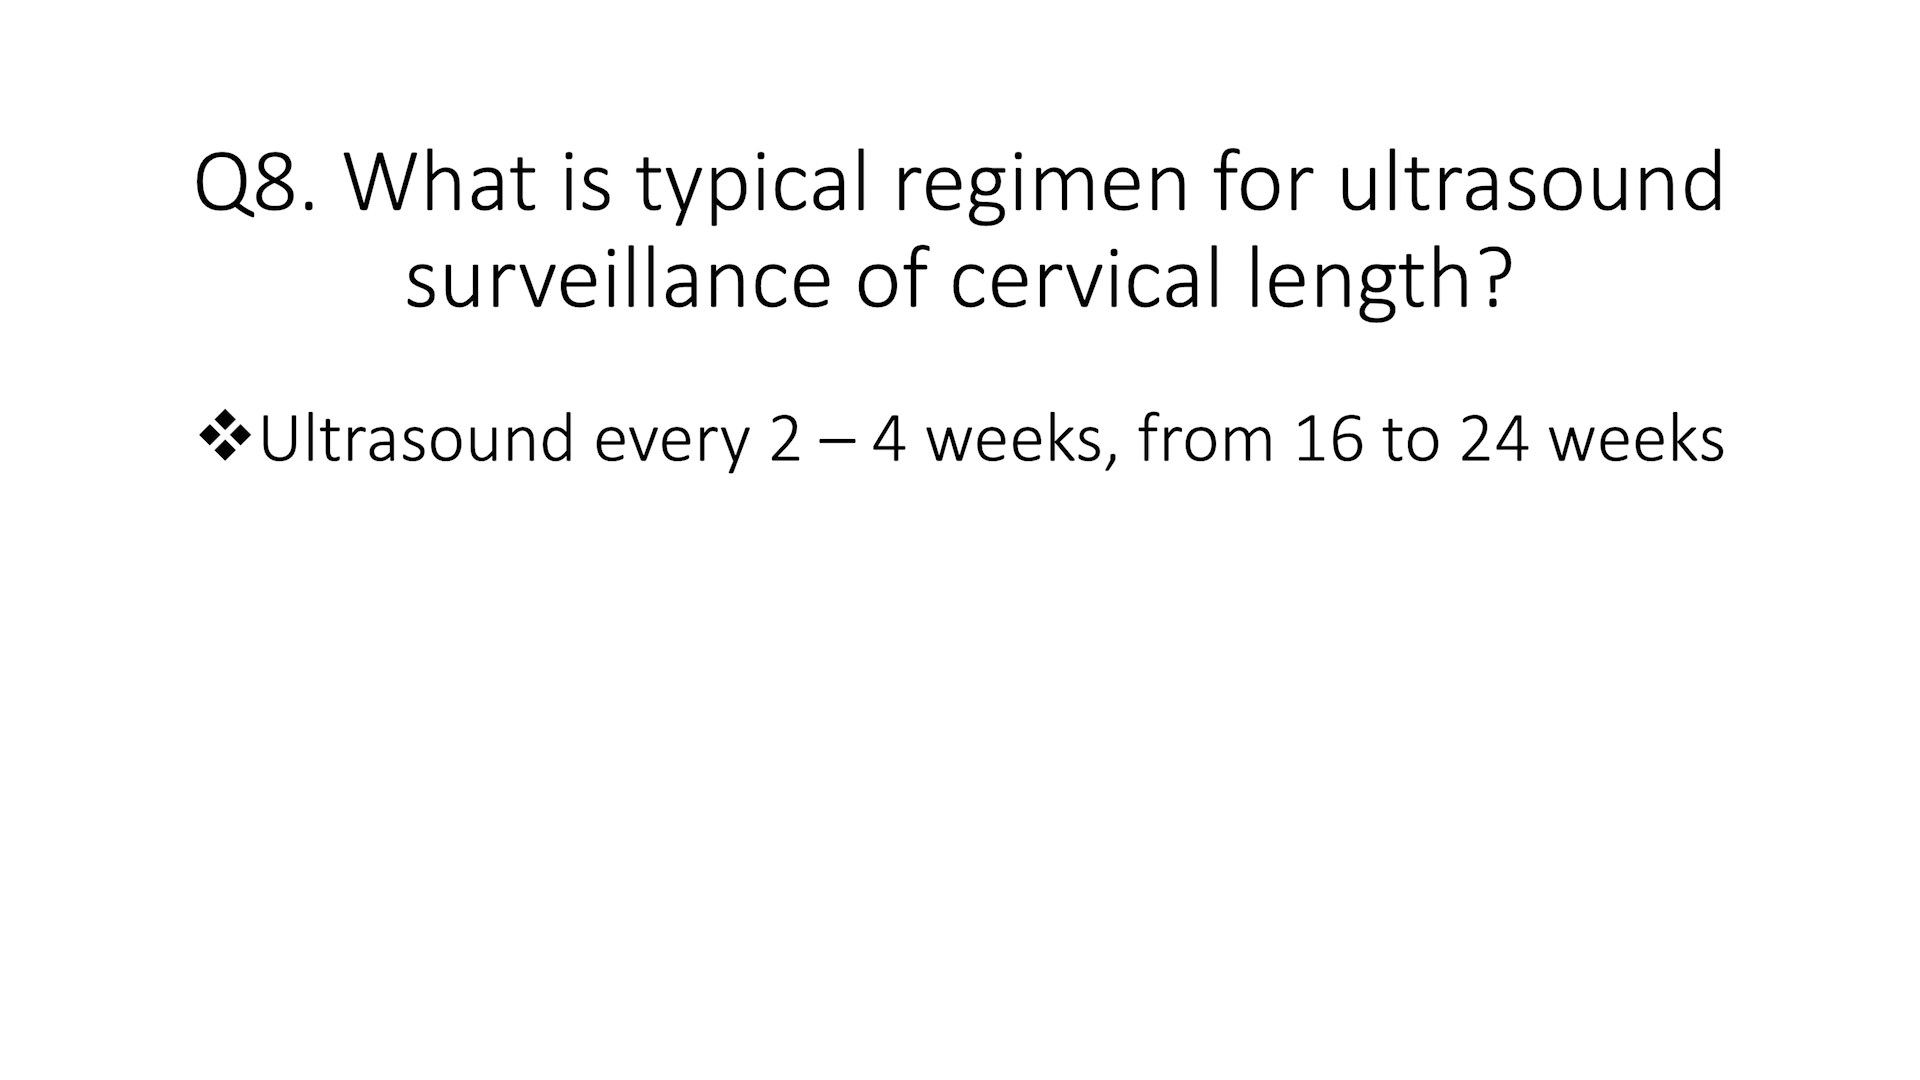 Q8. What is typical regimen for ultrasound
surveillance of cervical length?
❖Ultrasound every 2 – 4 weeks, from 16 to 24 weeks